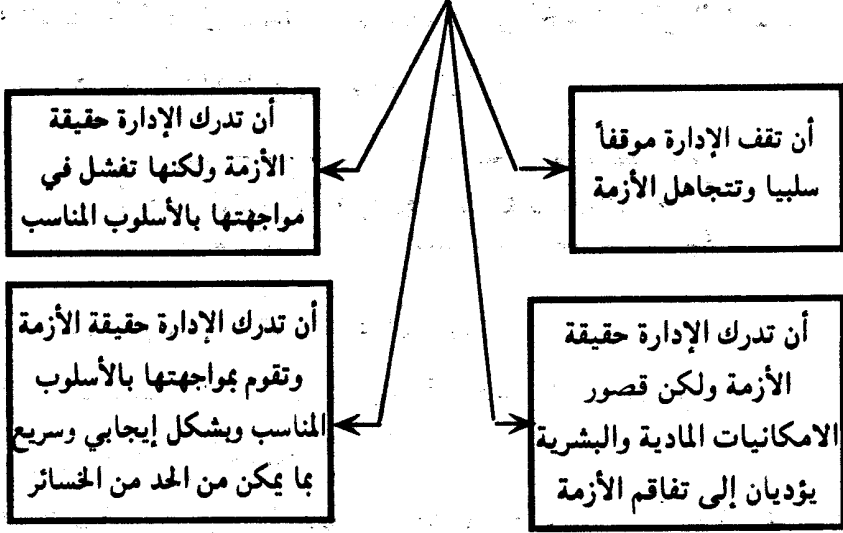 أن تقف الإدارة موقفاً
سلبيا وتتجاهل الأزمة
أن تدرك الإدارة حقيقة
الأزمة ولكنها تفشل في
مواجهتها بالأسلوب المناسب
أن تدرك الإدارة حقيقة
الأزمة ولكن قصور
الامكانيات المادية والبشرية
يؤديان إلى تفاقم الأزمة
أن تدرك الإدارة حقيقة الأزمة
وتقوم بمواجهتها بالأسلوب
المناسب وبشكل إيجابي وسريع
بما يمكن من الحد من الخسائر